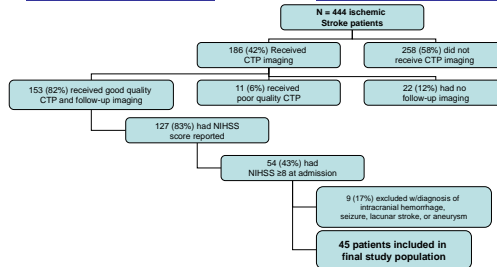 N = 444 ischemic
Stroke patients
186 (42%) Received
CTP imaging
258 (58%) did not
receive CTP imaging
153 (82%) received good quality
CTP and follow-up imaging
11 (6%) received
poor quality CTP
22 (12%) had no
follow-up imaging
127 (83%) had NIHSS
score reported
54 (43%) had
NIHSS ≥8 at admission
9 (17%) excluded w/diagnosis of
intracranial hemorrhage,
seizure, lacunar stroke, or aneurysm
45 patients included in
final study population